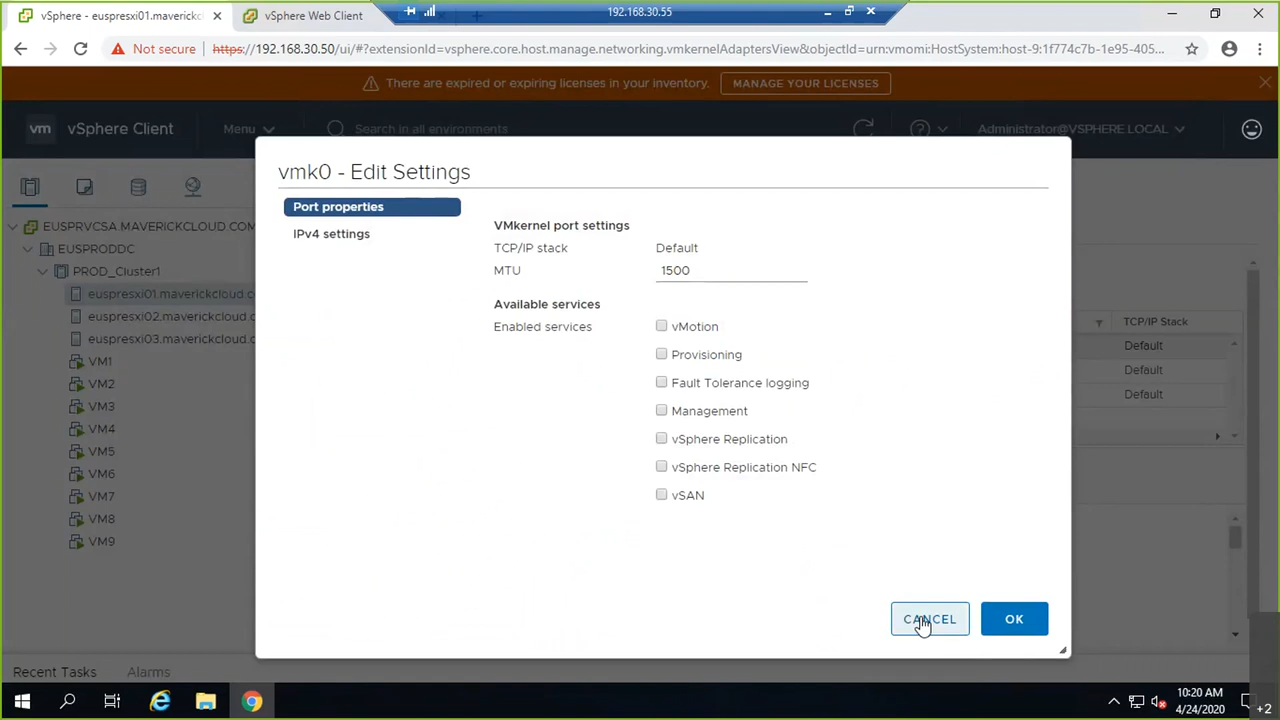 vSphere - euspresxi01.maverickcl
vSphere Web Client
192.168.30.55
Not secure
https://192.168.30.50/ui/#?extensionId=vsphere.core.host.manage.networking.vmkernelAdaptersView&objectId=urn:vmomi:HostSystem:host-9:1f774c7b-1e95-405...
There are expired or expiring licenses in your inventory.
MANAGE YOUR LICENSES
vm
vSphere Client
Menu
Search in all environments
Administrator@VSPHERE.LOCAL
vmk0 - Edit Settings
Port properties
IPv4 settings
VMkernel port settings
TCP/IP stack
Default
MTU
1500
Available services
Enabled services
vMotion
Provisioning
Fault Tolerance logging
Management
vSphere Replication
vSphere Replication NFC
vSAN
CANCEL
OK
EUSPRVCSA.MAVERICKCLOUD.COM
EUSPRODDC
PROD_Cluster1
euspresxi01.maverickcloud.c
euspresxi02.maverickcloud.c
euspresxi03.maverickcloud.c
VM1
VM2
VM3
VM4
VM5
VM6
VM7
VM8
VM9
TCP/IP Stack
Default
Default
Default
Recent Tasks
Alarms
10:20 AM
4/24/2020
+2